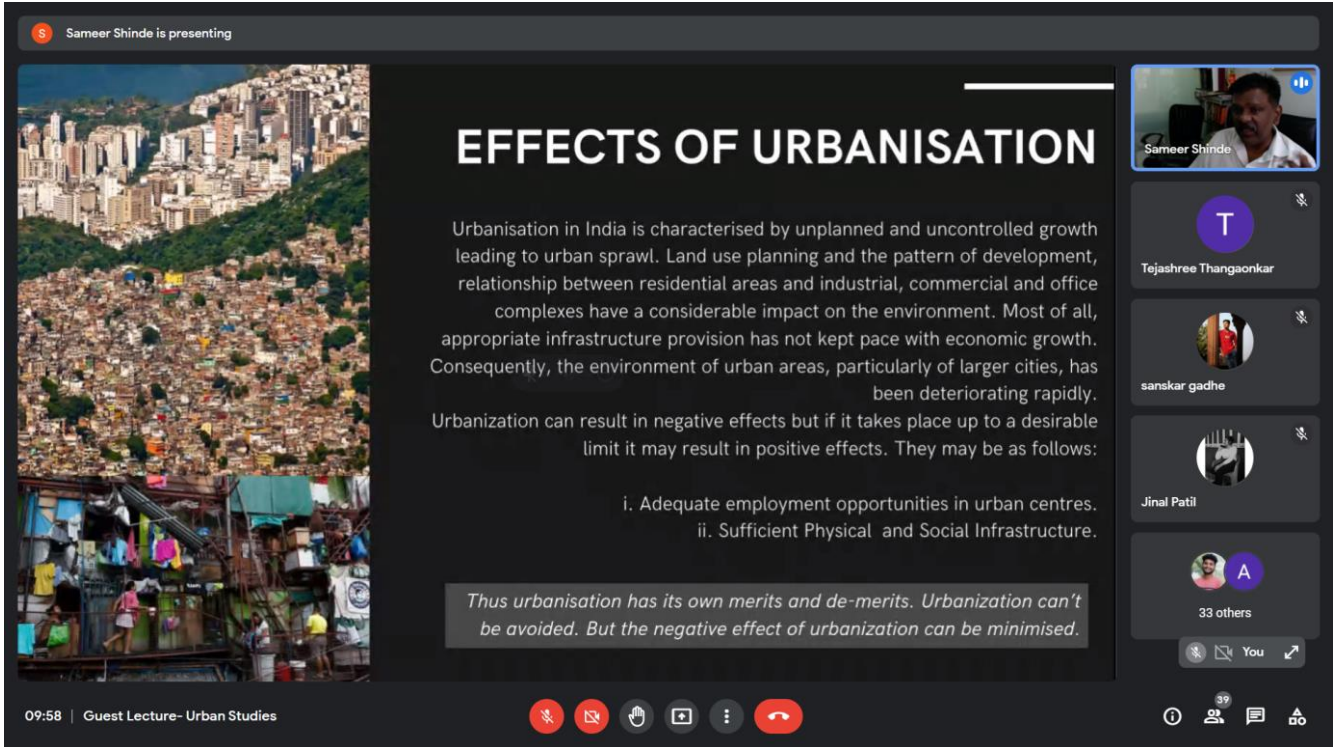 S
Sameer Shinde is presenting
EFFECTS OF URBANISATION
Urbanisation in India is characterised by unplanned and uncontrolled growth
leading to urban sprawl. Land use planning and the pattern of development,
relationship between residential areas and industrial, commercial and office
complexes have a considerable impact on the environment. Most of all,
appropriate infrastructure provision has not kept pace with economic growth.
Consequently, the environment of urban areas, particularly of larger cities, has
been deteriorating rapidly.
Urbanization can result in negative effects but if it takes place up to a desirable
limit it may result in positive effects. They may be as follows:
i. Adequate employment opportunities in urban centres.
ii. Sufficient Physical and Social Infrastructure.
Thus urbanisation has its own merits and de-merits. Urbanization can't
be avoided. But the negative effect of urbanization can be minimised.
Sameer Shinde
T
Tejashree Thangaonkar
sanskar gadhe
Jinal Patil
A
33 others
You
09:58 | Guest Lecture- Urban Studies
39